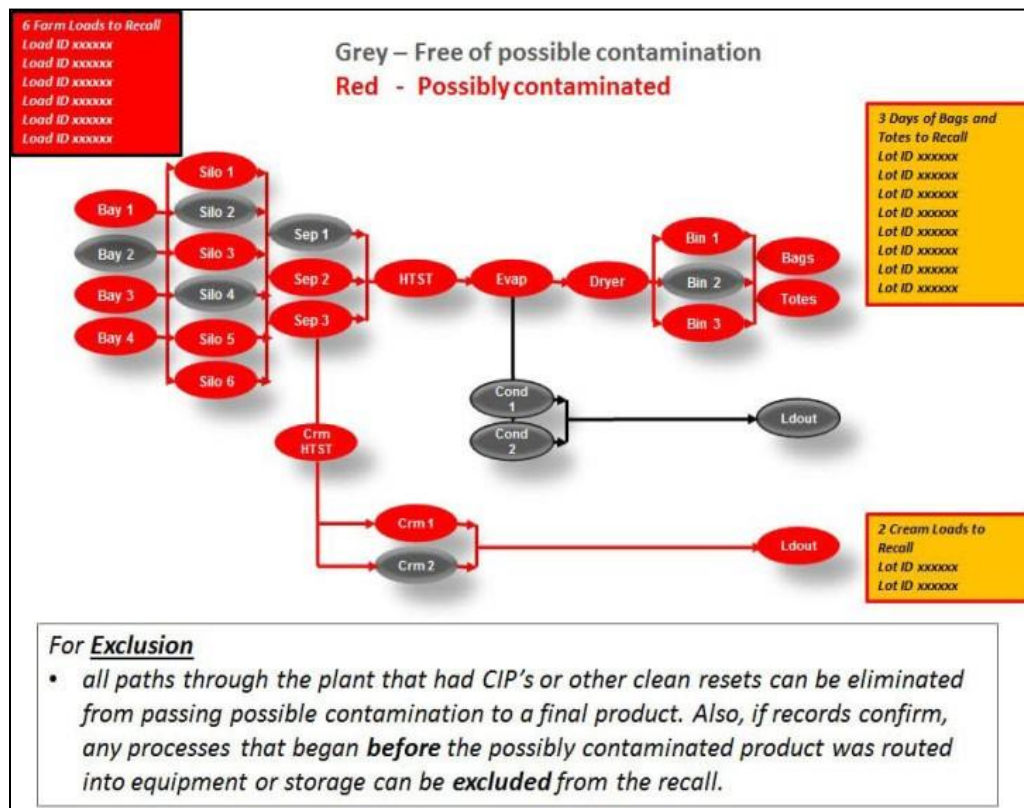 6 Farm Loads to Recall
Load ID xxxxxx
Load ID xxxxxx
Load ID xxxxxx
Load ID xxxxxx
Load ID xxxxxx
Load ID xxxxxx
Grey – Free of possible contamination
Red - Possibly contaminated
3 Days of Bags and
Totes to Recall
Lot ID xxxxxx
Lot ID xxxxxx
Lot ID xxxxxx
Lot ID xxxxxx
Lot ID xxxxxx
Lot ID xxxxxx
Lot ID xxxxxx
Lot ID xxxxxx
Bay 1
Bay 2
Bay 3
Bay 4
Silo 1
Silo 2
Silo 3
Silo 4
Silo 5
Silo 6
Sep 1
Sep 2
Sep 3
HTST
Evap
Dryer
Bin 1
Bin 2
Bin 3
Bags
Totes
Cond
1
Cond
2
Ldout
Crm
HTST
Crm 1
Crm 2
Ldout
2 Cream Loads to
Recall
Lot ID xxxxxx
Lot ID xxxxxx
For Exclusion
• all paths through the plant that had CIP's or other clean resets can be eliminated
from passing possible contamination to a final product. Also, if records confirm,
any processes that began before the possibly contaminated product was routed
into equipment or storage can be excluded from the recall.